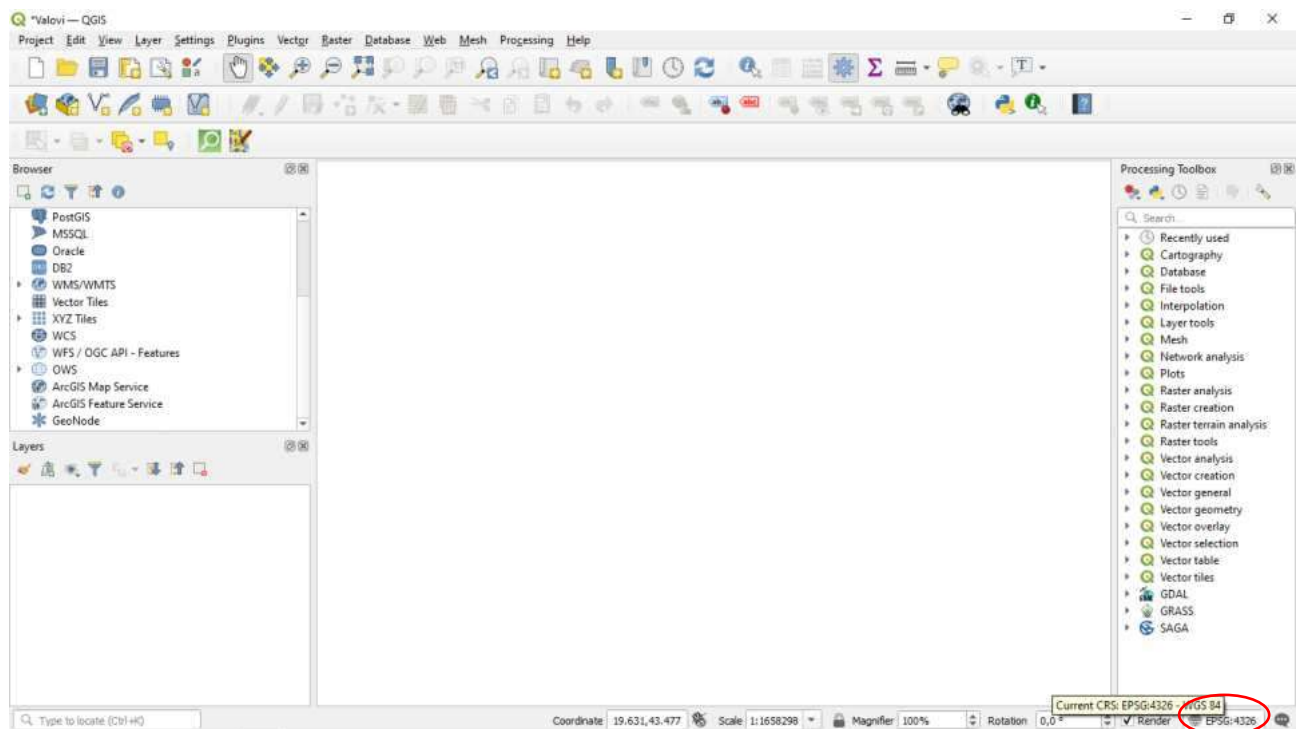 *Valovi — QGIS
Project Edit View Layer Settings Plugins Vector Raster Database Web Mesh Processing Help
Browser
PostGIS
MSSQL
Oracle
DB2
WMS/WMTS
Vector Tiles
XYZ Tiles
WCS
WFS / OGC API - Features
OWS
ArcGIS Map Service
ArcGIS Feature Service
GeoNode
Layers
Processing Toolbox
Search...
Recently used
Cartography
Database
File tools
Interpolation
Layer tools
Mesh
Network analysis
Plots
Raster analysis
Raster creation
Raster terrain analysis
Raster tools
Vector analysis
Vector creation
Vector general
Vector geometry
Vector overlay
Vector selection
Vector table
Vector tiles
GDAL
GRASS
SAGA
Current CRS: EPSG:4326 - WGS 84
Type to locate (Ctrl+K) Coordinate 19.631,43.477 Scale 1:1658298 Magnifier 100% Rotation 0,0 ° Render EPSG:4326